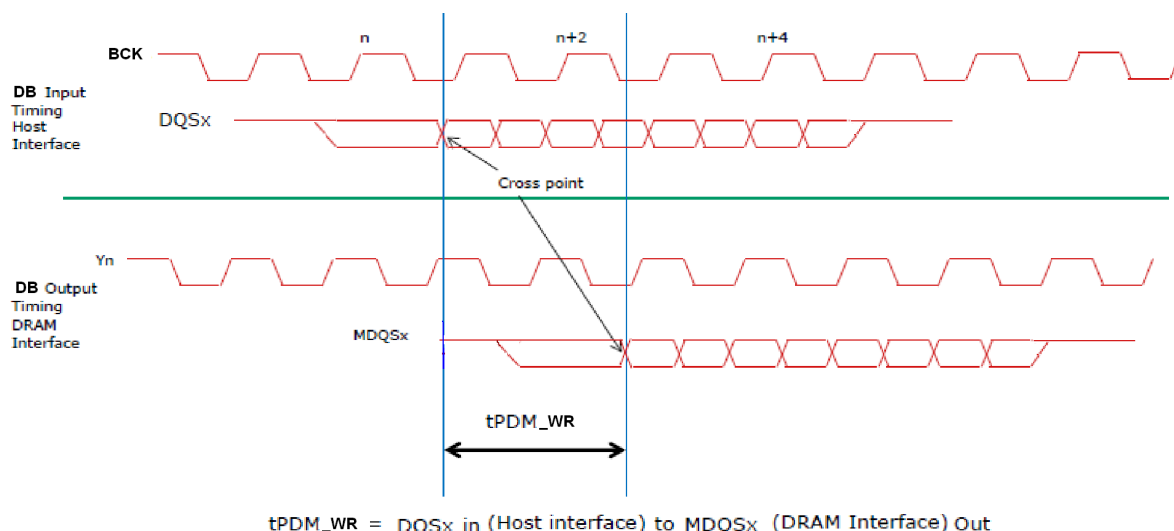 n
n+2
n+4
BCK
DB Input
Timing
Host
Interface
DQSx
Cross point
Yn
DB Output
Timing
DRAM
Interface
MDQSx
tPDM_WR
tPDM_WR = DQSx in (Host interface) to MDQSx (DRAM Interface) Out